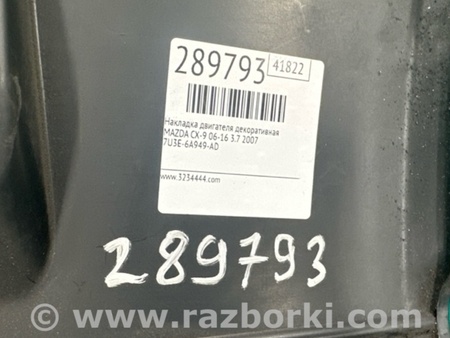 289793 41822
Накладка двигателя декоративная
MAZDA CX-9 06-16 3.7 2007
7U3E-6A949-AD
www.3234444.com
289793
www.razborki.com